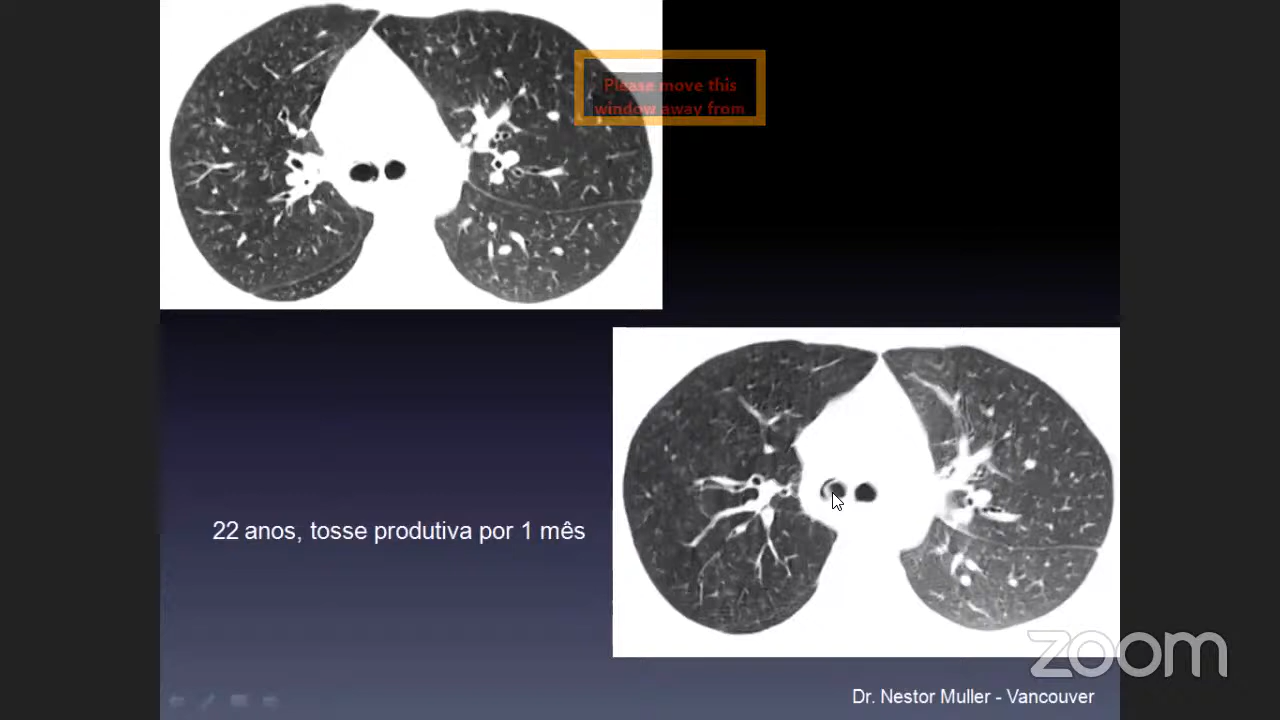 Please move this
window away from
22 anos, tosse produtiva por 1 mês
zoom
Dr. Nestor Muller - Vancouver